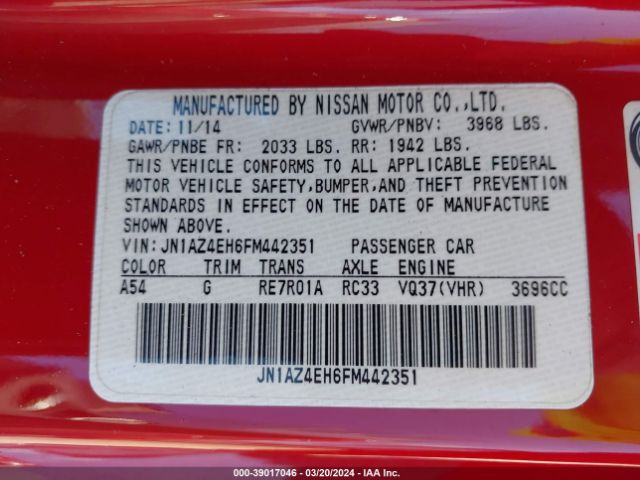 MANUFACTURED BY NISSAN MOTOR CO.,LTD.
DATE: 11/14 GVWR/PNBV: 3968 LBS.
GAWR/PNBE FR: 2033 LBS. RR: 1942 LBS.
THIS VEHICLE CONFORMS TO ALL APPLICABLE FEDERAL
MOTOR VEHICLE SAFETY,BUMPER,AND THEFT PREVENTION
STANDARDS IN EFFECT ON THE DATE OF MANUFACTURE
SHOWN ABOVE.
VIN: JN1AZ4EH6FM442351 PASSENGER CAR
COLOR TRIM TRANS AXLE ENGINE
A54 G RE7R01A RC33 VQ37(VHR) 3696CC
JN1AZ4EH6FM442351
000-39017046 - 03/20/2024 - IAA Inc.